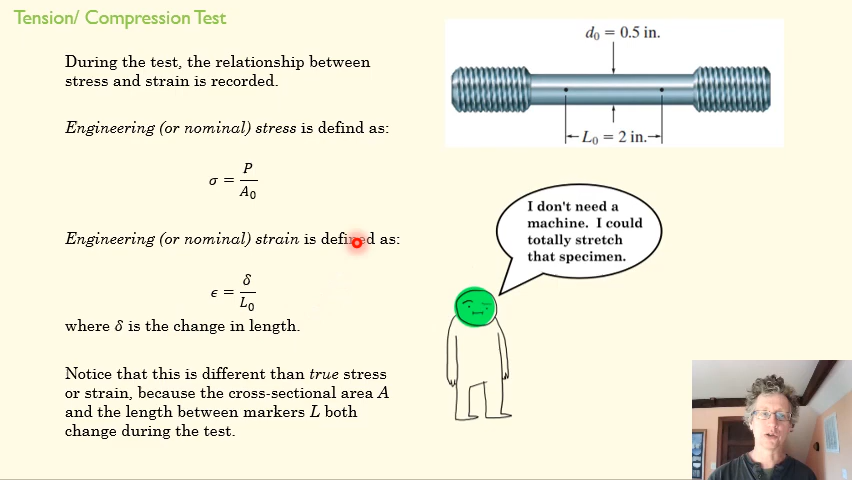 Tension/ Compression Test
During the test, the relationship between
stress and strain is recorded.
Engineering (or nominal) stress is defind as:
σ = P / A₀
Engineering (or nominal) strain is defined as:
ϵ = δ / L₀
where δ is the change in length.
Notice that this is different than true stress
or strain, because the cross-sectional area A
and the length between markers L both
change during the test.
d₀ = 0.5 in.
L₀ = 2 in.
I don't need a
machine. I could
totally stretch
that specimen.